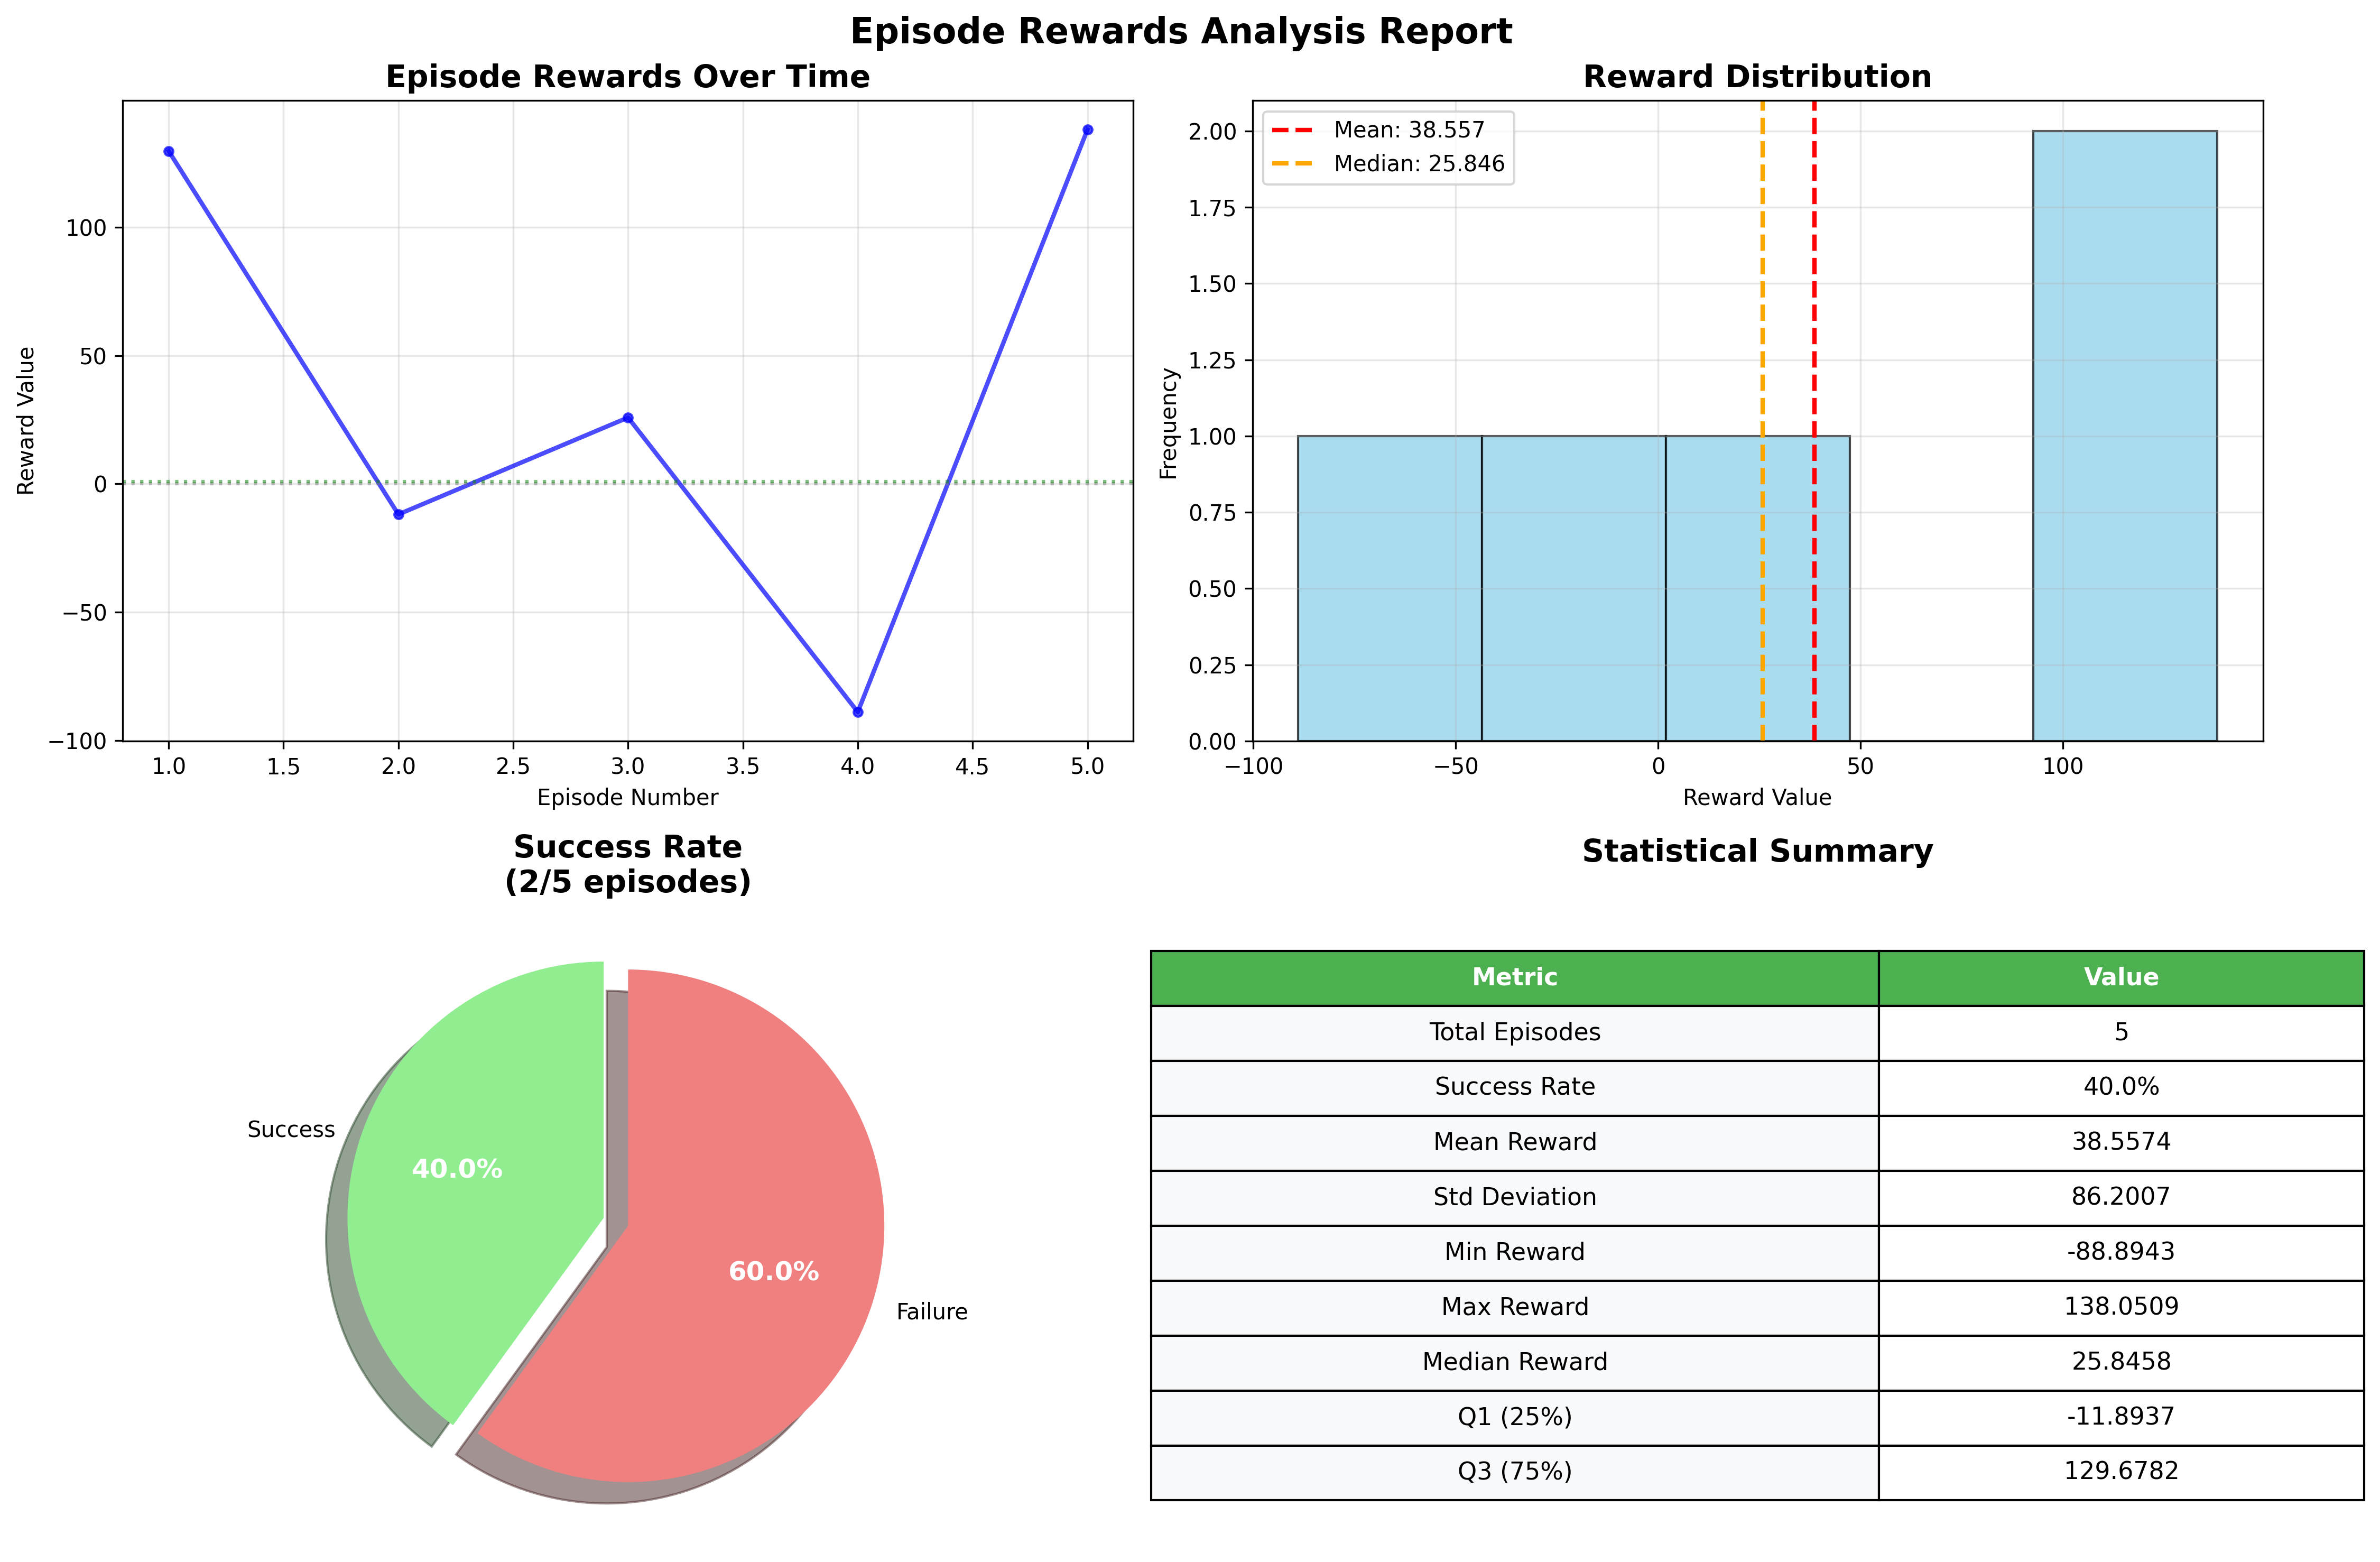 Episode Rewards Analysis Report
Episode Rewards Over Time
Reward Value
100
50
0
−50
−100
1.0 1.5 2.0 2.5 3.0 3.5 4.0 4.5 5.0
Episode Number
Reward Distribution
Mean: 38.557
Median: 25.846
Frequency
2.00
1.75
1.50
1.25
1.00
0.75
0.50
0.25
0.00
−100 −50 0 50 100
Reward Value
Success Rate
(2/5 episodes)
Success
40.0%
60.0%
Failure
Statistical Summary
Metric Value
Total Episodes 5
Success Rate 40.0%
Mean Reward 38.5574
Std Deviation 86.2007
Min Reward -88.8943
Max Reward 138.0509
Median Reward 25.8458
Q1 (25%) -11.8937
Q3 (75%) 129.6782